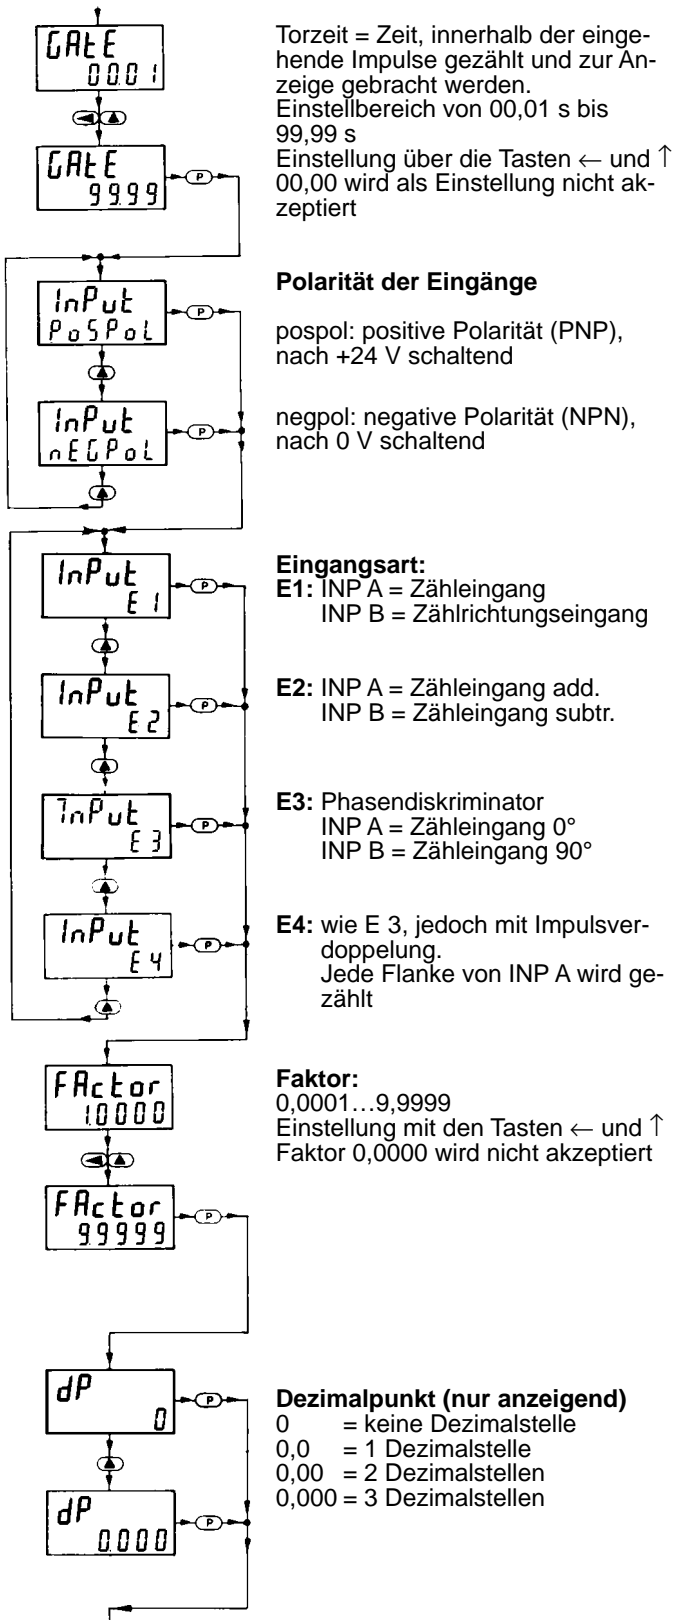 GAtE
00.01
Torzeit = Zeit, innerhalb der einge-
hende Impulse gezählt und zur An-
zeige gebracht werden.
Einstellbereich von 00,01 s bis
99,99 s
Einstellung über die Tasten ← und ↑
00,00 wird als Einstellung nicht ak-
zeptiert
GAtE
99.99
P
Polarität der Eingänge
InPut
PoSPoL
P
pospol: positive Polarität (PNP),
nach +24 V schaltend
InPut
nEGPoL
P
negpol: negative Polarität (NPN),
nach 0 V schaltend
Eingangsart:
InPut
E 1
P
E1: INP A = Zähleingang
INP B = Zählrichtungseingang
InPut
E 2
P
E2: INP A = Zähleingang add.
INP B = Zähleingang subtr.
InPut
E 3
P
E3: Phasendiskriminator
INP A = Zähleingang 0°
INP B = Zähleingang 90°
InPut
E 4
P
E4: wie E 3, jedoch mit Impulsver-
doppelung.
Jede Flanke von INP A wird ge-
zählt
FActor
1.0000
Faktor:
0,0001…9,9999
Einstellung mit den Tasten ← und ↑
Faktor 0,0000 wird nicht akzeptiert
FActor
9.9999
P
dP
0
P
Dezimalpunkt (nur anzeigend)
0 = keine Dezimalstelle
0,0 = 1 Dezimalstelle
0,00 = 2 Dezimalstellen
0,000 = 3 Dezimalstellen
dP
0.000
P